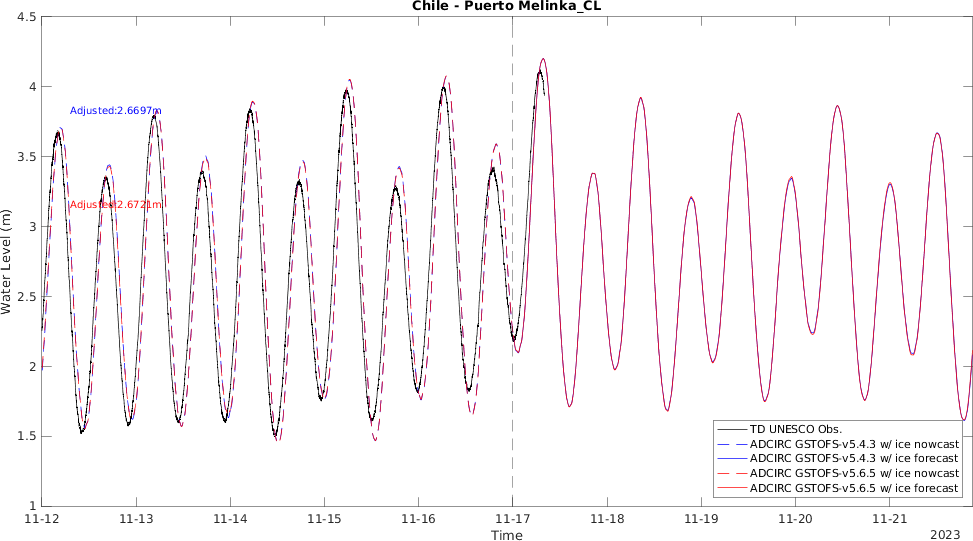 Chile - Puerto Melinka_CL
4.5
4
3.5
3
2.5
2
1.5
1
Water Level (m)
Adjusted:2.6697m
Adjusted:2.6721m
TD UNESCO Obs.
ADCIRC GSTOFS-v5.4.3 w/ ice nowcast
ADCIRC GSTOFS-v5.4.3 w/ ice forecast
ADCIRC GSTOFS-v5.6.5 w/ ice nowcast
ADCIRC GSTOFS-v5.6.5 w/ ice forecast
11-12 11-13 11-14 11-15 11-16 11-17 11-18 11-19 11-20 11-21
Time
2023